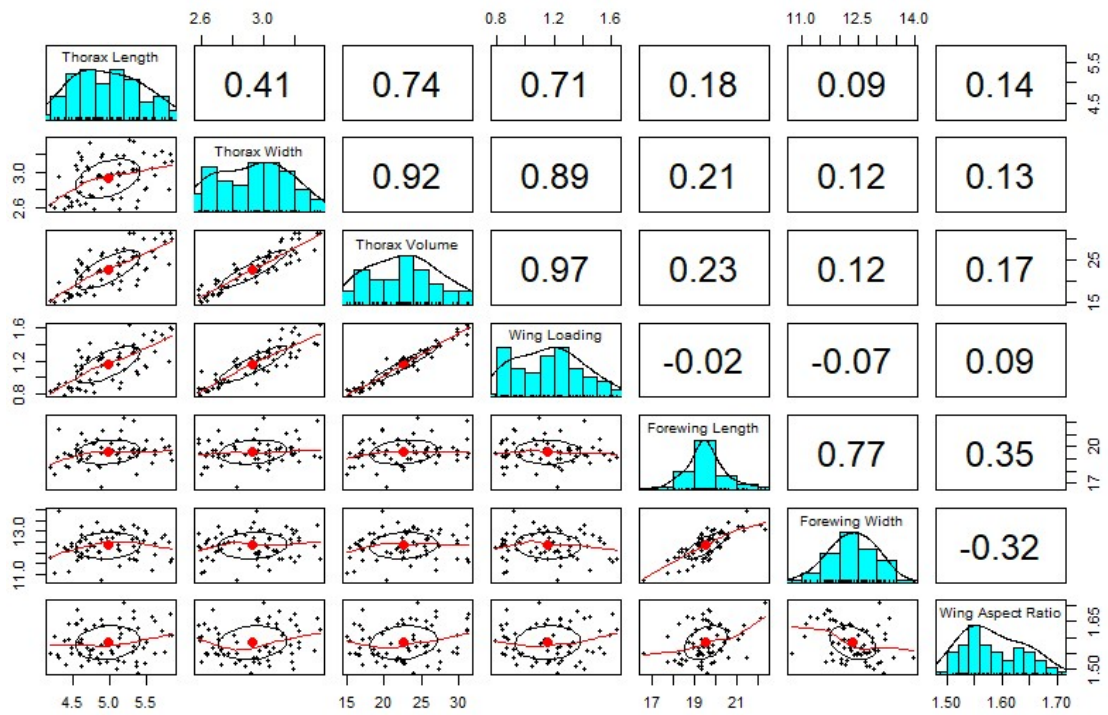 2.6 3.0 0.8 1.2 1.6 11.0 12.5 14.0
Thorax Length 0.41 0.74 0.71 0.18 0.09 0.14 4.5 5.5
2.6 3.0 Thorax Width 0.92 0.89 0.21 0.12 0.13
Thorax Volume 0.97 0.23 0.12 0.17 15 25
0.8 1.2 1.6 Wing Loading -0.02 -0.07 0.09
Forewing Length 0.77 0.35 17 20
11.0 13.0 Forewing Width -0.32
Wing Aspect Ratio 1.50 1.65
4.5 5.0 5.5 15 20 25 30 17 19 21 1.50 1.60 1.70